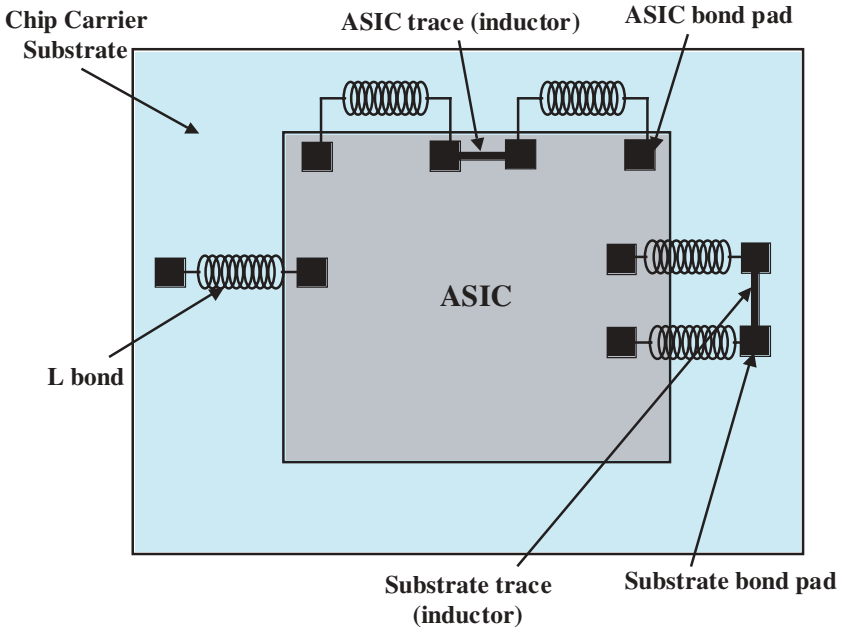 Chip Carrier
Substrate
ASIC trace (inductor)
ASIC bond pad
ASIC
L bond
Substrate trace
(inductor)
Substrate bond pad